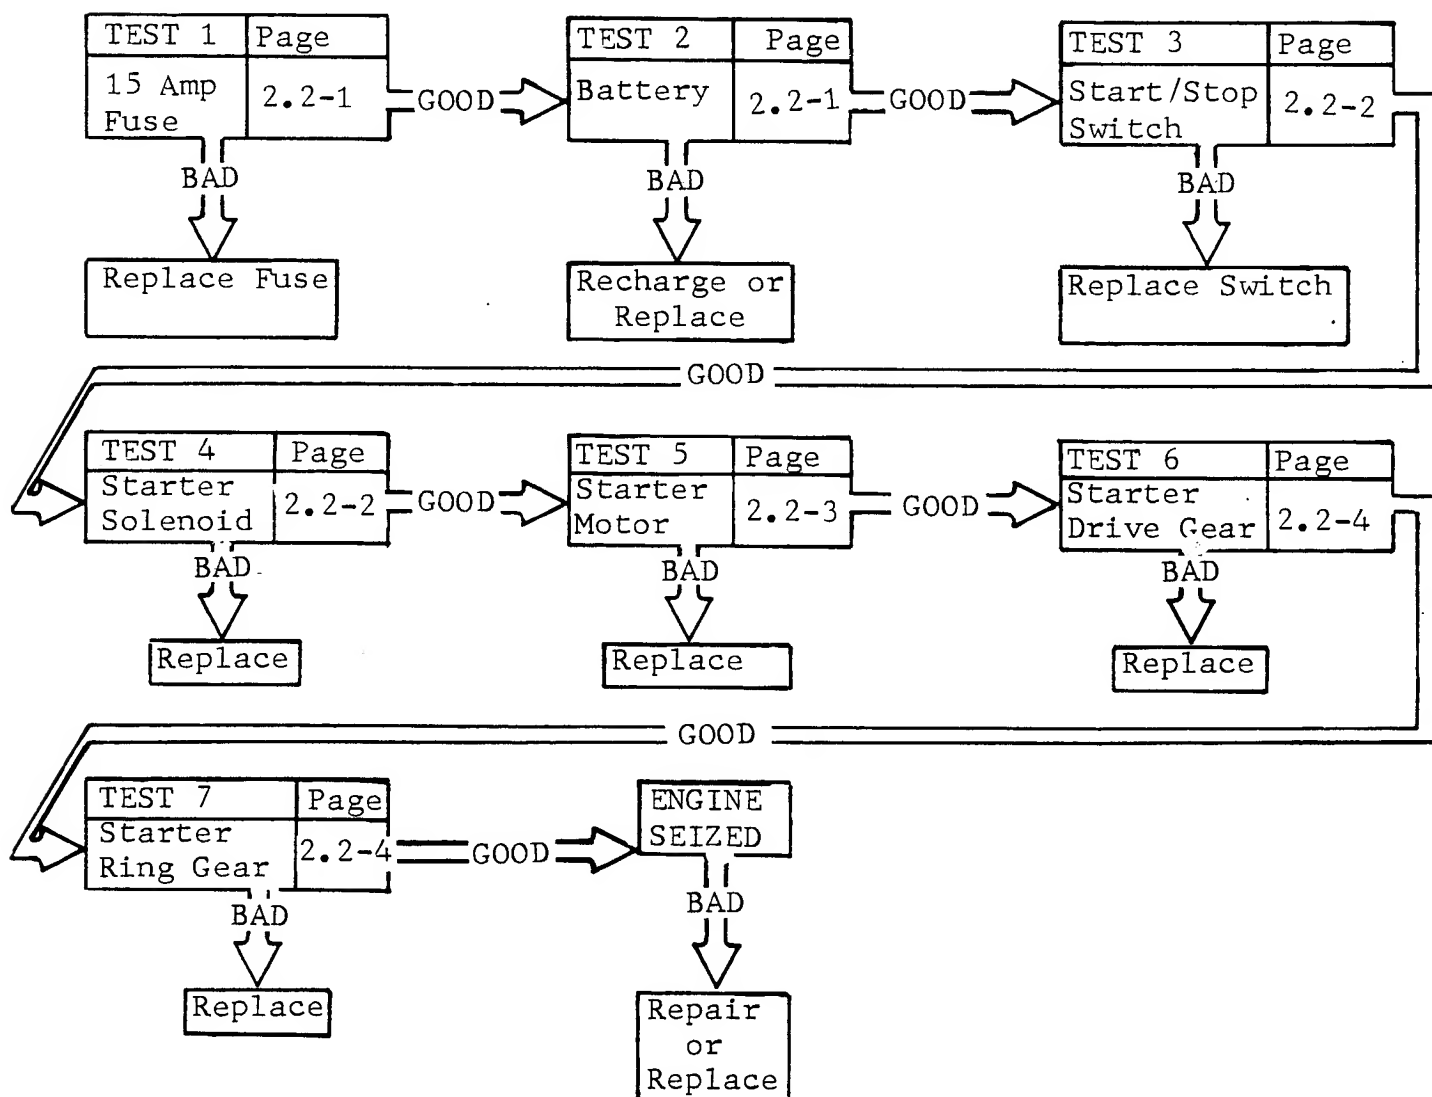 TEST 1 Page
15 Amp
Fuse
2.2-1
GOOD
BAD
Replace Fuse
TEST 2 Page
Battery 2.2-1
GOOD
BAD
Recharge or
Replace
TEST 3 Page
Start/Stop
Switch
2.2-2
BAD
Replace Switch
GOOD
TEST 4 Page
Starter
Solenoid
2.2-2
GOOD
BAD
Replace
TEST 5 Page
Starter
Motor
2.2-3
GOOD
BAD
Replace
TEST 6 Page
Starter
Drive Gear
2.2-4
BAD
Replace
GOOD
TEST 7 Page
Starter
Ring Gear
2.2-4
GOOD
BAD
Replace
ENGINE
SEIZED
BAD
Repair
or
Replace